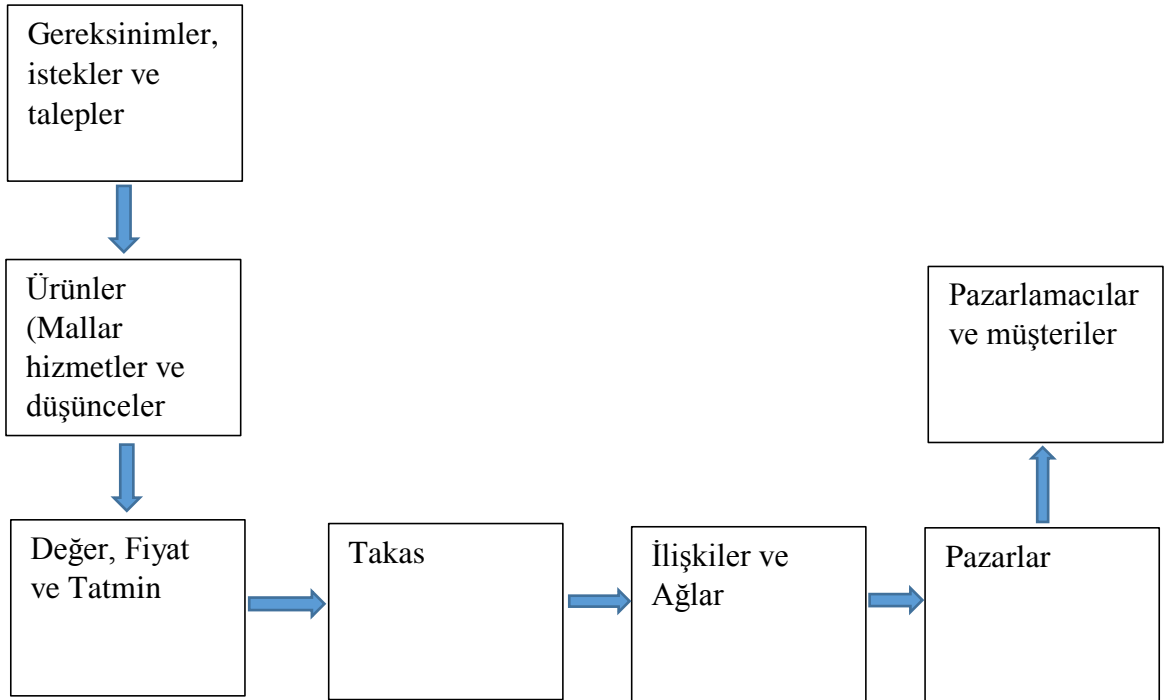 Gereksinimler,
istekler ve
talepler
Ürünler
(Mallar
hizmetler ve
düşünceler
Değer, Fiyat
ve Tatmin
Takas
İlişkiler ve
Ağlar
Pazarlar
Pazarlamacılar
ve müşteriler